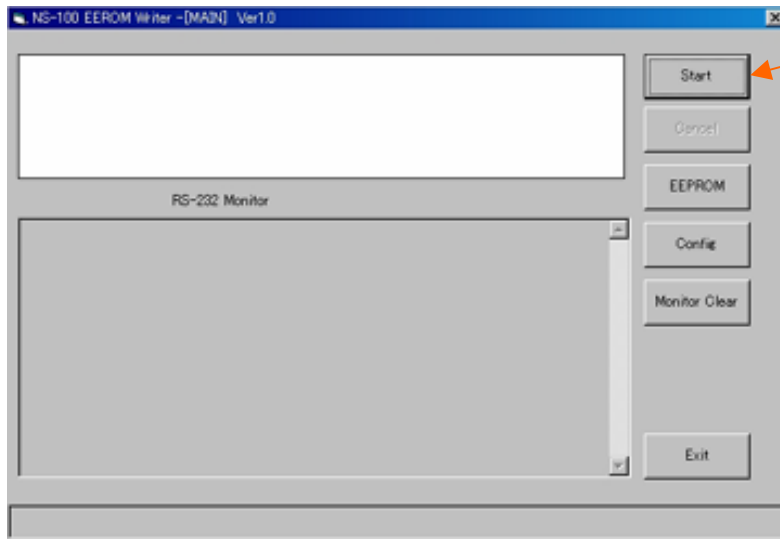 NS-100 EEROM Writer -[MAIN] Ver1.0
Start
Cancel
EEPROM
RS-232 Monitor
Config
Monitor Clear
Exit